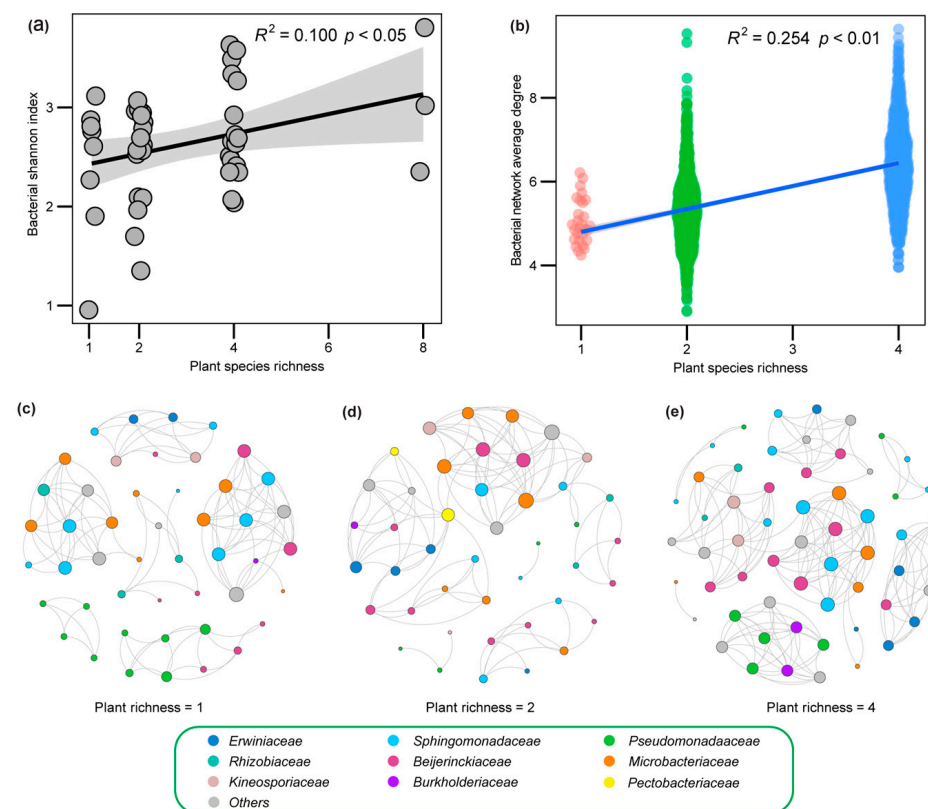 (a)
R² = 0.100 p < 0.05
Bacterial shannon index
3
2
1
1 2 4 6 8
Plant species richness
(b)
R² = 0.254 p < 0.01
Bacterial network average degree
8
6
4
1 2 3 4
Plant species richness
(c)
Plant richness = 1
(d)
Plant richness = 2
(e)
Plant richness = 4
Erwiniaceae Sphingomonadaceae Pseudomonadaaceae
Rhizobiaceae Beijerinckiaceae Microbacteriaceae
Kineosporiaceae Burkholderiaceae Pectobacteriaceae
Others